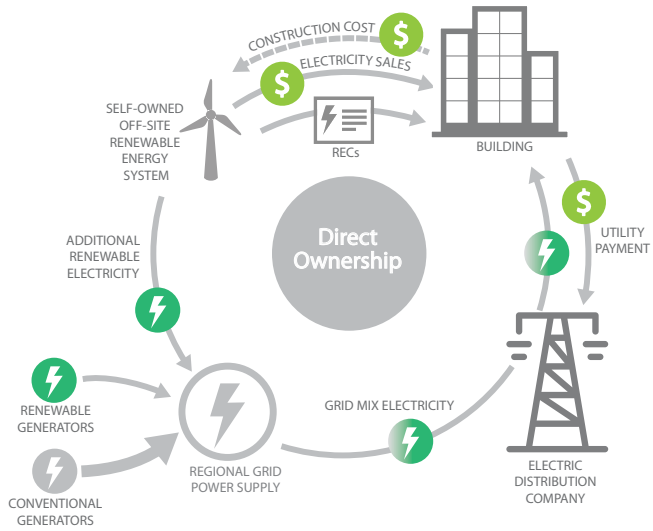 CONSTRUCTION COST
$
$
ELECTRICITY SALES
SELF-OWNED
OFF-SITE
RENEWABLE
ENERGY
SYSTEM
RECs
BUILDING
$
UTILITY
PAYMENT
ADDITIONAL
RENEWABLE
ELECTRICITY
Direct
Ownership
RENEWABLE
GENERATORS
GRID MIX ELECTRICITY
REGIONAL GRID
POWER SUPPLY
ELECTRIC
DISTRIBUTION
COMPANY
CONVENTIONAL
GENERATORS